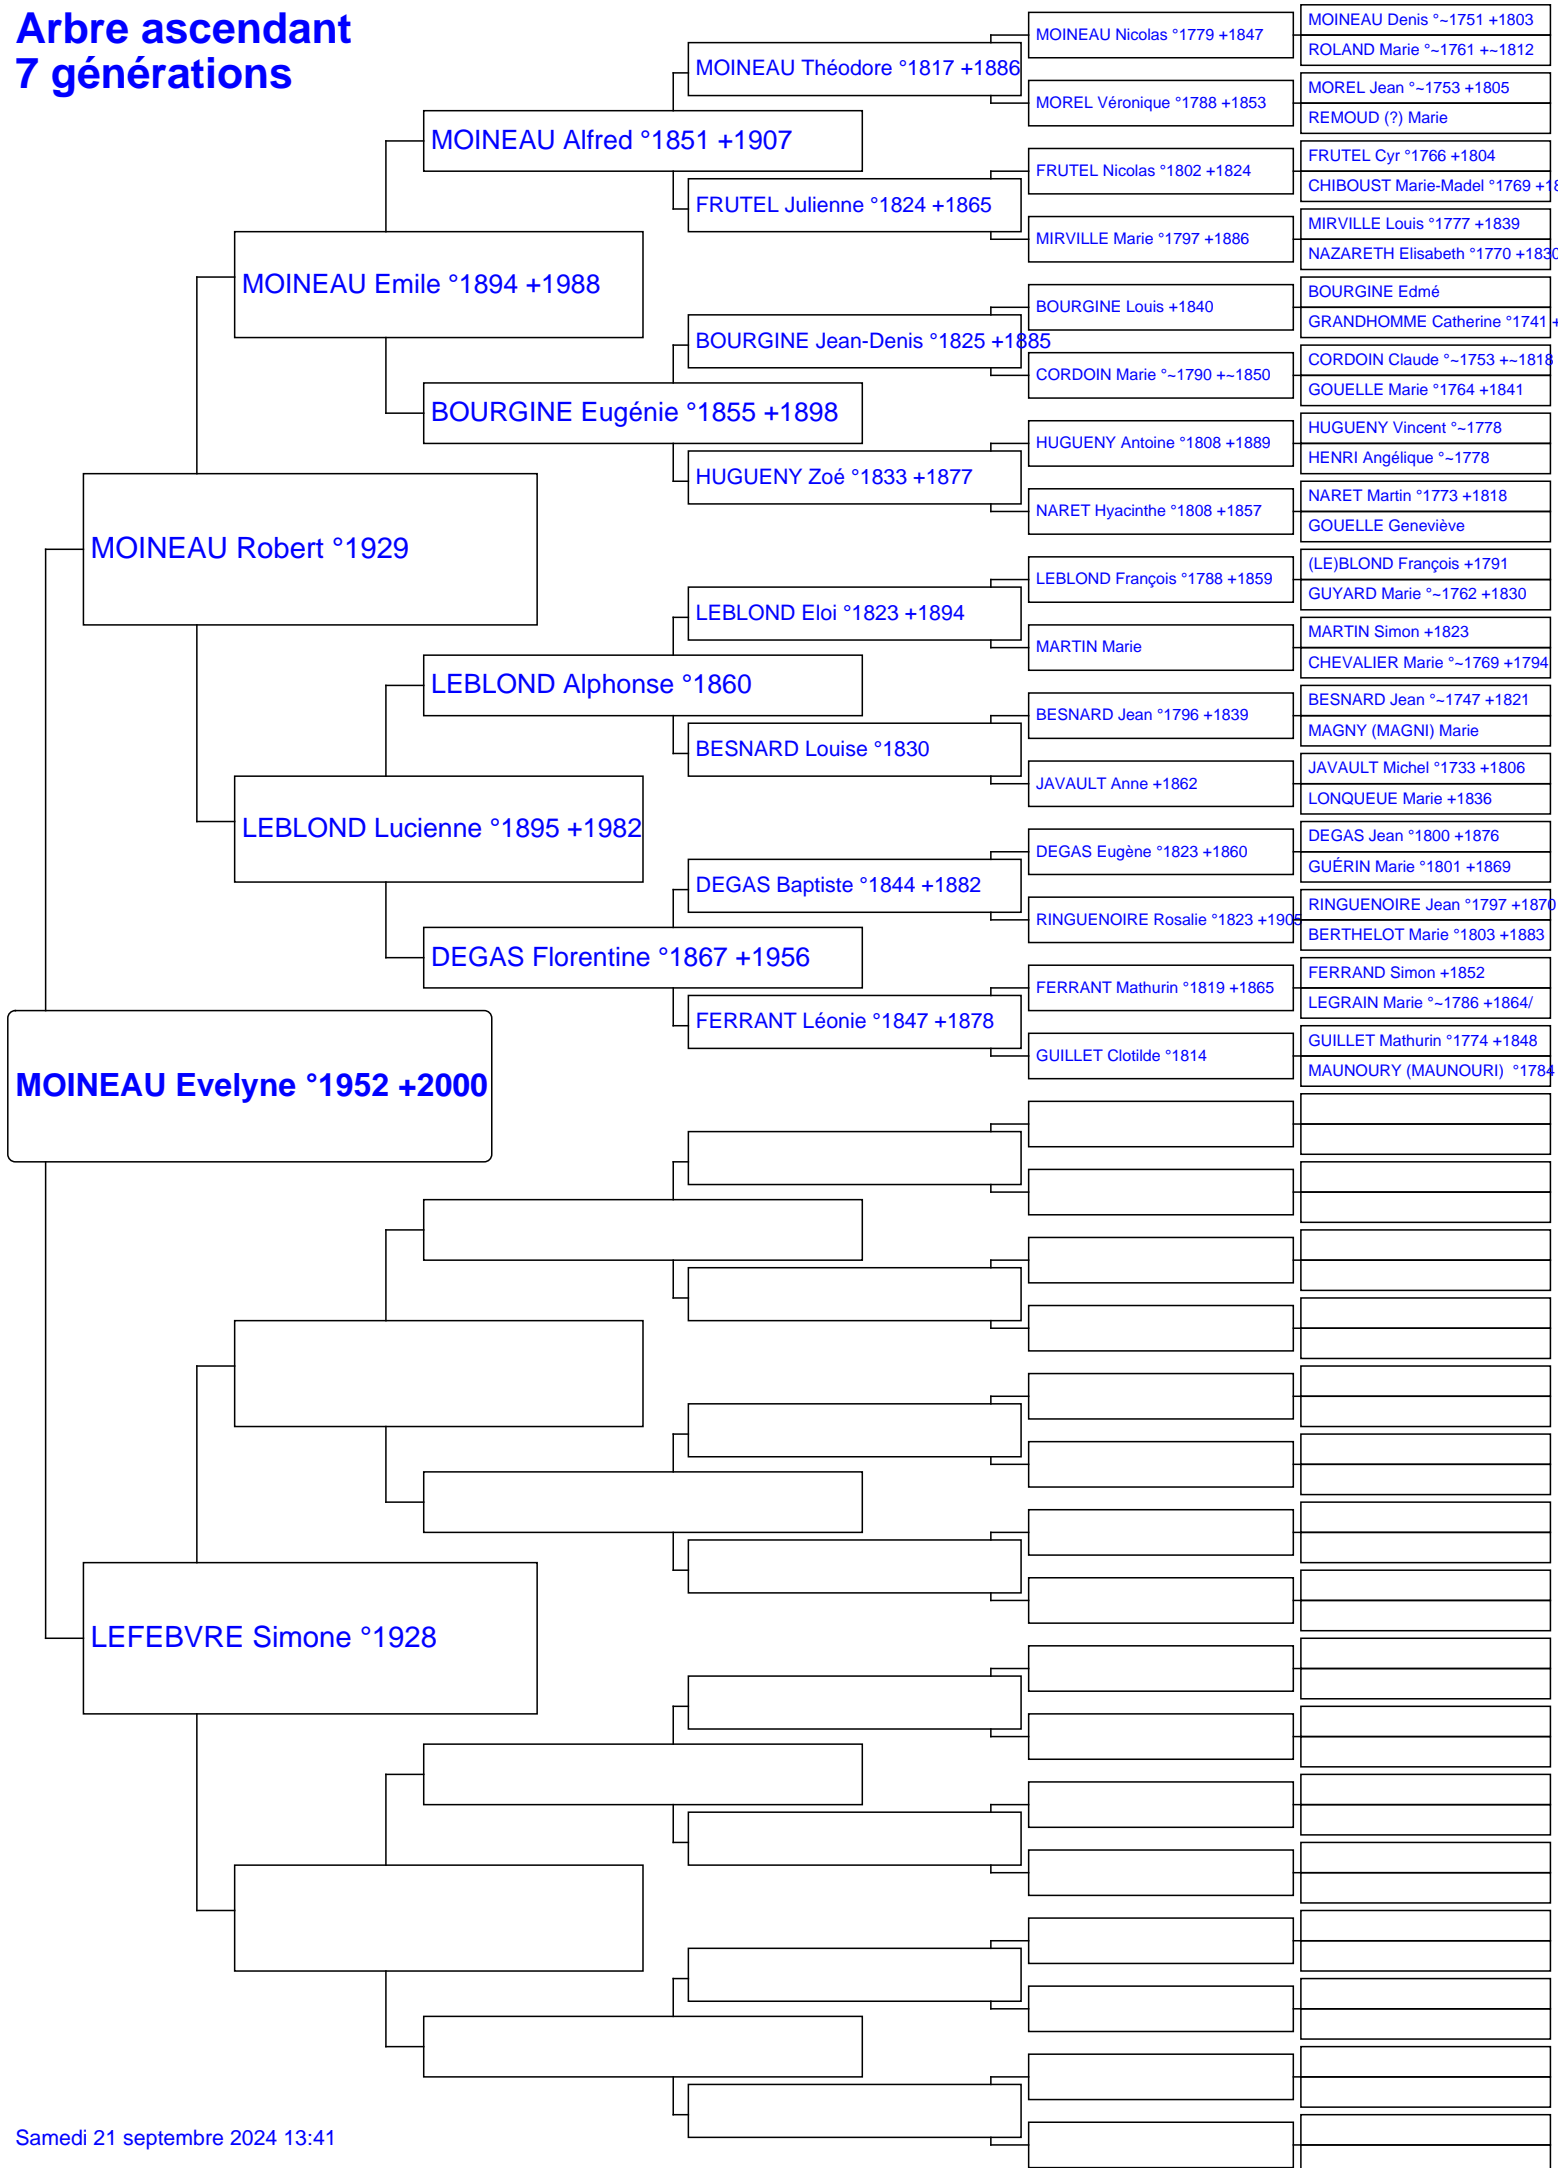 Arbre ascendant
7 générations
MOINEAU Evelyne °1952 +2000
MOINEAU Robert °1929
LEFEBVRE Simone °1928
MOINEAU Emile °1894 +1988
LEBLOND Lucienne °1895 +1982
MOINEAU Alfred °1851 +1907
BOURGINE Eugénie °1855 +1898
LEBLOND Alphonse °1860
DEGAS Florentine °1867 +1956
MOINEAU Théodore °1817 +1886
FRUTEL Julienne °1824 +1865
BOURGINE Jean-Denis °1825 +1885
HUGUENY Zoé °1833 +1877
LEBLOND Eloi °1823 +1894
BESNARD Louise °1830
DEGAS Baptiste °1844 +1882
FERRANT Léonie °1847 +1878
MOINEAU Nicolas °1779 +1847
MOREL Véronique °1788 +1853
FRUTEL Nicolas °1802 +1824
MIRVILLE Marie °1797 +1886
BOURGINE Louis +1840
CORDOIN Marie °~1790 +~1850
HUGUENY Antoine °1808 +1889
NARET Hyacinthe °1808 +1857
LEBLOND François °1788 +1859
MARTIN Marie
BESNARD Jean °1796 +1839
JAVAULT Anne +1862
DEGAS Eugène °1823 +1860
RINGUENOIRE Rosalie °1823 +1905
FERRANT Mathurin °1819 +1865
GUILLET Clotilde °1814
MOINEAU Denis °~1751 +1803
ROLAND Marie °~1761 +~1812
MOREL Jean °~1753 +1805
REMOUD (?) Marie
FRUTEL Cyr °1766 +1804
CHIBOUST Marie-Madel °1769 +18
MIRVILLE Louis °1777 +1839
NAZARETH Elisabeth °1770 +1830
BOURGINE Edmé
GRANDHOMME Catherine °1741 +
CORDOIN Claude °~1753 +~1818
GOUELLE Marie °1764 +1841
HUGUENY Vincent °~1778
HENRI Angélique °~1778
NARET Martin °1773 +1818
GOUELLE Geneviève
(LE)BLOND François +1791
GUYARD Marie °~1762 +1830
MARTIN Simon +1823
CHEVALIER Marie °~1769 +1794
BESNARD Jean °~1747 +1821
MAGNY (MAGNI) Marie
JAVAULT Michel °1733 +1806
LONQUEUE Marie +1836
DEGAS Jean °1800 +1876
GUÉRIN Marie °1801 +1869
RINGUENOIRE Jean °1797 +1870
BERTHELOT Marie °1803 +1883
FERRAND Simon +1852
LEGRAIN Marie °~1786 +1864/
GUILLET Mathurin °1774 +1848
MAUNOURY (MAUNOURI) °1784
Samedi 21 septembre 2024 13:41